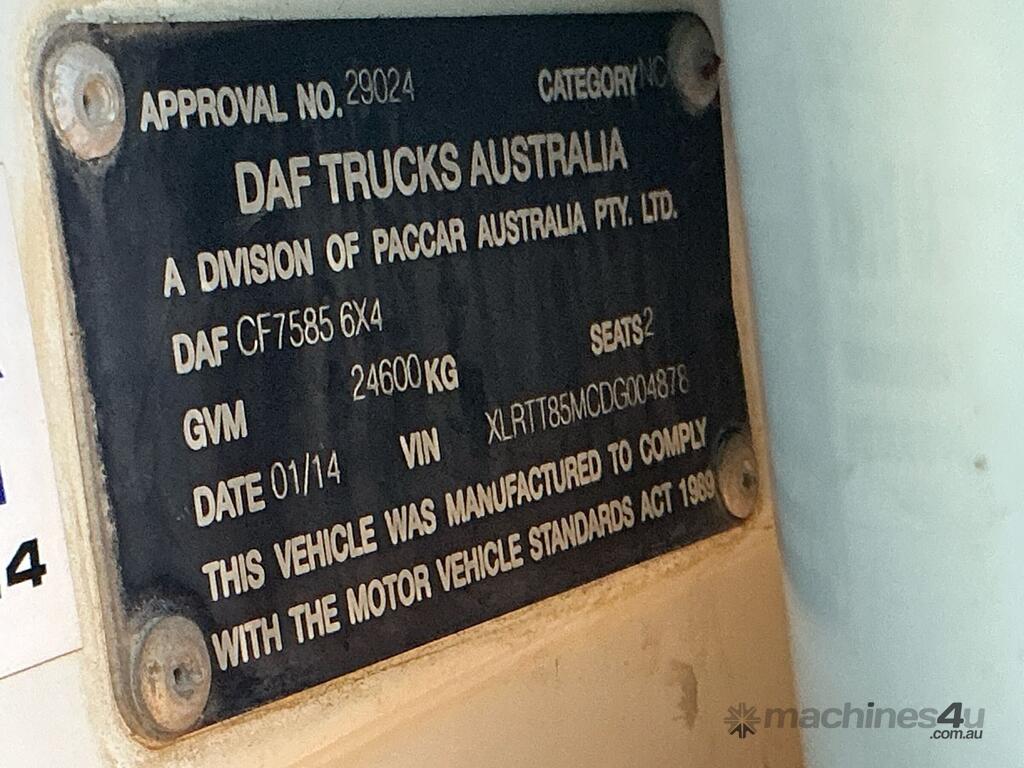 APPROVAL NO. 29024 CATEGORY NC
DAF TRUCKS AUSTRALIA
A DIVISION OF PACCAR AUSTRALIA PTY. LTD.
DAF CF7585 6X4
GVM 24600 KG SEATS 2
DATE 01/14 VIN XLRTT85MCDG004878
THIS VEHICLE WAS MANUFACTURED TO COMPLY
WITH THE MOTOR VEHICLE STANDARDS ACT 1989
4
machines4u
.com.au